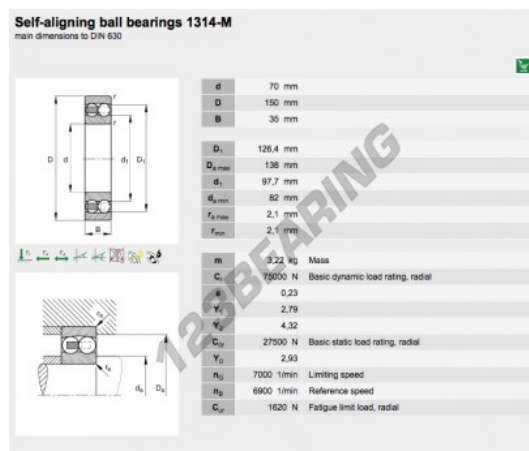 Self-aligning ball bearings 1314-M
main dimensions to DIN 630
r
r
D d d₁ D₁
B
rₐ
rₐ
dₐ Dₐ
d 70 mm
D 150 mm
B 35 mm
D₁ 126,4 mm
Dₐ max 138 mm
d₁ 97,7 mm
dₐ min 82 mm
rₐ max 2,1 mm
rmin 2,1 mm
m 3,22 kg Mass
Cr 75000 N Basic dynamic load rating, radial
e 0,23
Y₁ 2,79
Y₂ 4,32
C0r 27500 N Basic static load rating, radial
Y₀ 2,93
nG 7000 1/min Limiting speed
nB 6900 1/min Reference speed
Cur 1620 N Fatigue limit load, radial
123BEARING